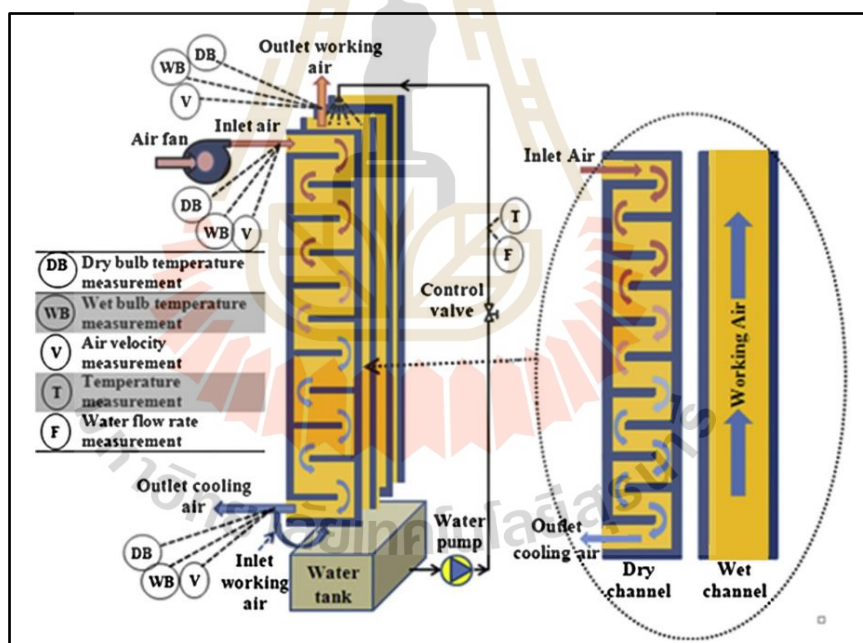 DB
WB
V
Outlet working
air
Air fan
Inlet air
DB
WB
V
DB
Dry bulb temperature
measurement
WB
Wet bulb temperature
measurement
V
Air velocity
measurement
T
Temperature
measurement
F
Water flow rate
measurement
T
F
Control
valve
Outlet cooling
air
DB
WB
V
Inlet
working
air
Water
tank
Water
pump
Inlet Air
Working Air
Outlet
cooling air
Dry
channel
Wet
channel